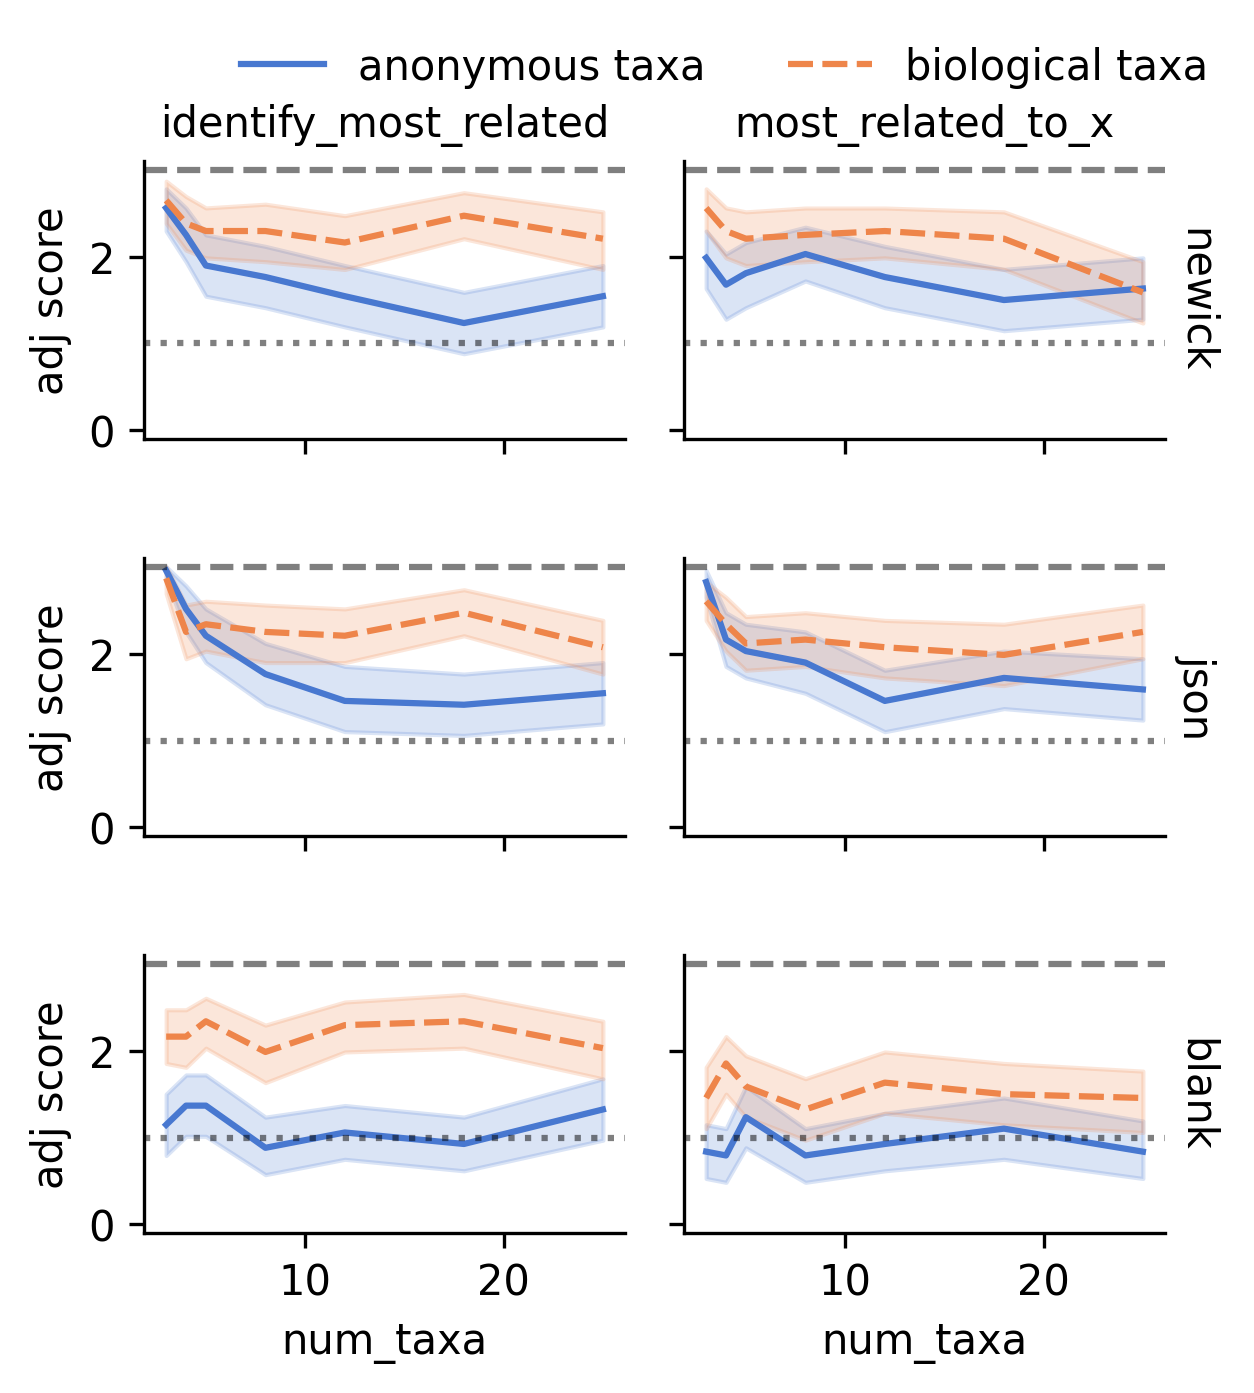 anonymous taxa
biological taxa
identify_most_related
most_related_to_x
adj score
2
0
newick
adj score
2
0
json
adj score
2
0
blank
10
20
10
20
num_taxa
num_taxa